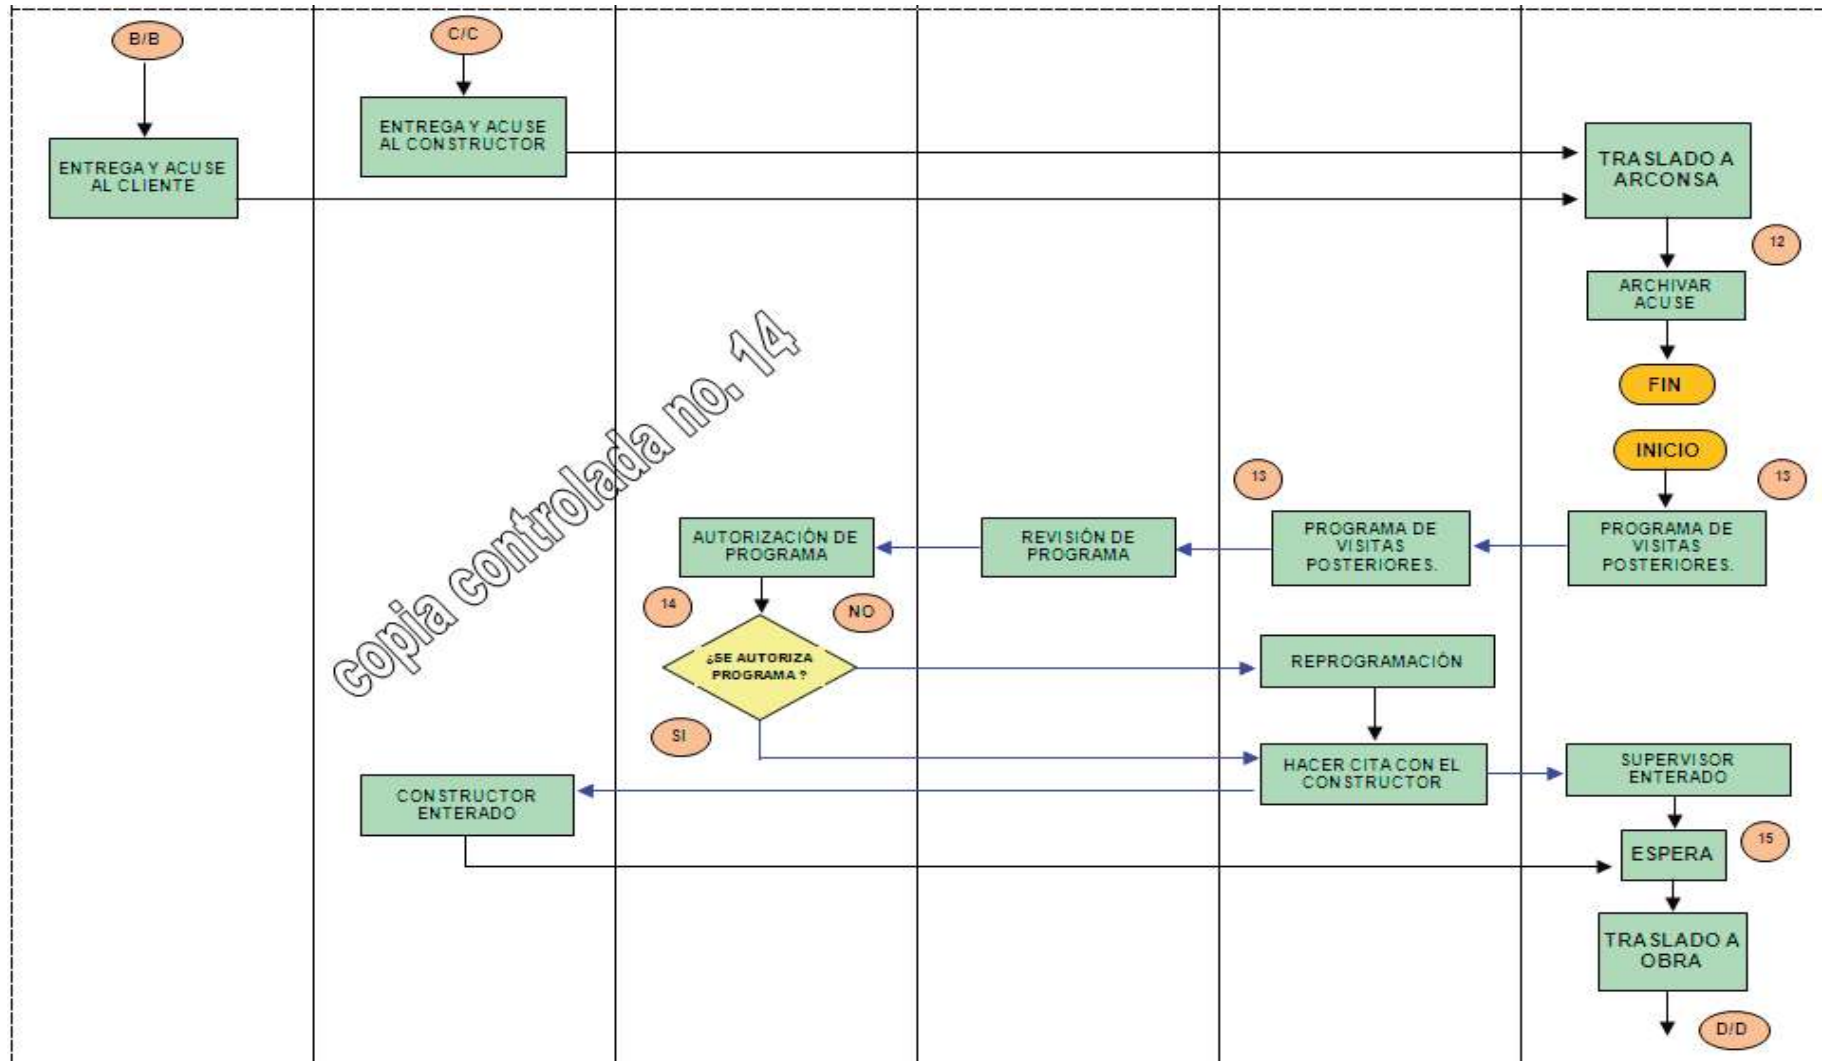 B/B
C/C
ENTREGA Y ACUSE
AL CLIENTE
ENTREGA Y ACUSE
AL CONSTRUCTOR
TRASLADO A
ARCONSA
12
ARCHIVAR
ACUSE
FIN
copia controlada no. 14
INICIO
13
13
PROGRAMA DE
VISITAS
POSTERIORES.
PROGRAMA DE
VISITAS
POSTERIORES.
REVISIÓN DE
PROGRAMA
AUTORIZACIÓN DE
PROGRAMA
14
NO
¿SE AUTORIZA
PROGRAMA ?
SI
REPROGRAMACIÓN
HACER CITA CON EL
CONSTRUCTOR
SUPERVISOR
ENTERADO
CONSTRUCTOR
ENTERADO
15
ESPERA
TRASLADO A
OBRA
D/D